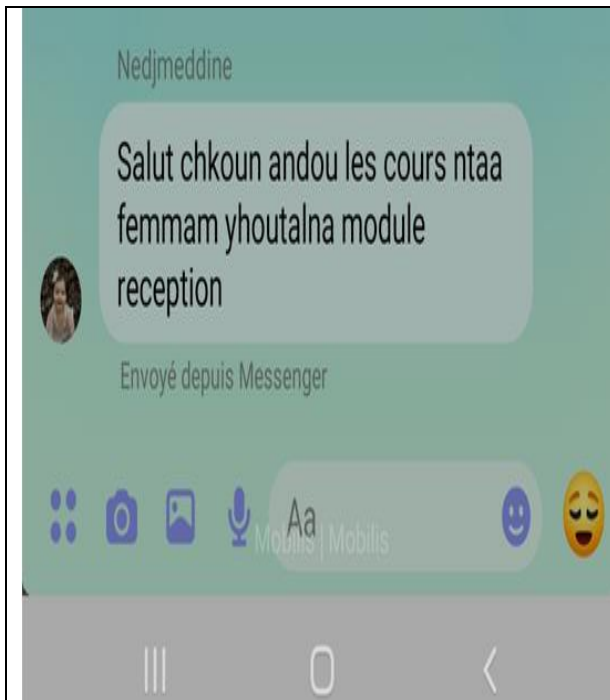 Nedjmeddine
Salut chkoun andou les cours ntaa
femmam yhoutalna module
reception
Envoyé depuis Messenger
Aa
Mobilis | Mobilis